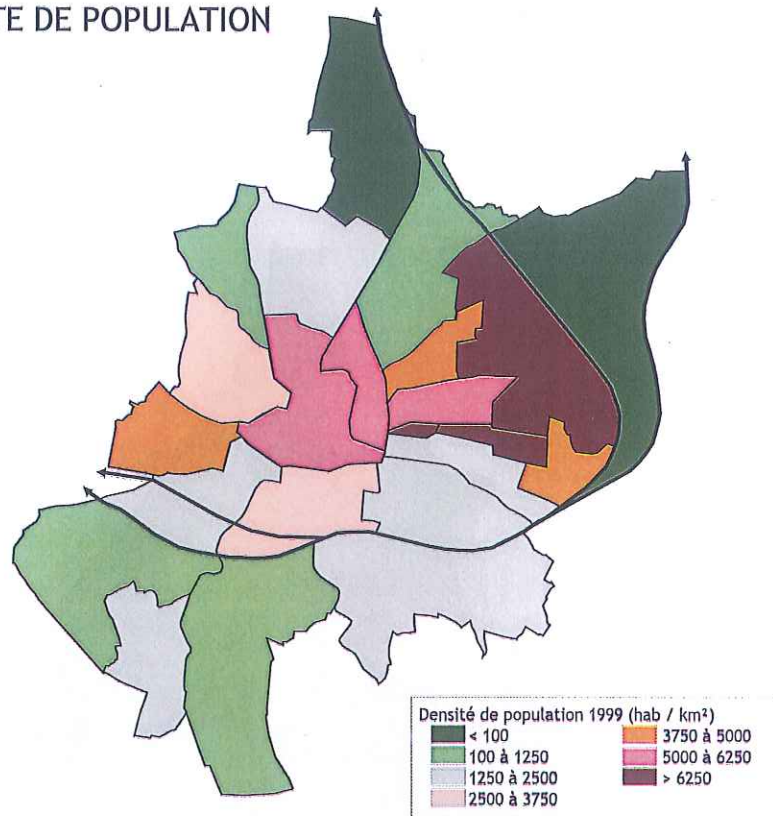 TE DE POPULATION
Densité de population 1999 (hab / km²)
< 100
100 à 1250
1250 à 2500
2500 à 3750
3750 à 5000
5000 à 6250
> 6250